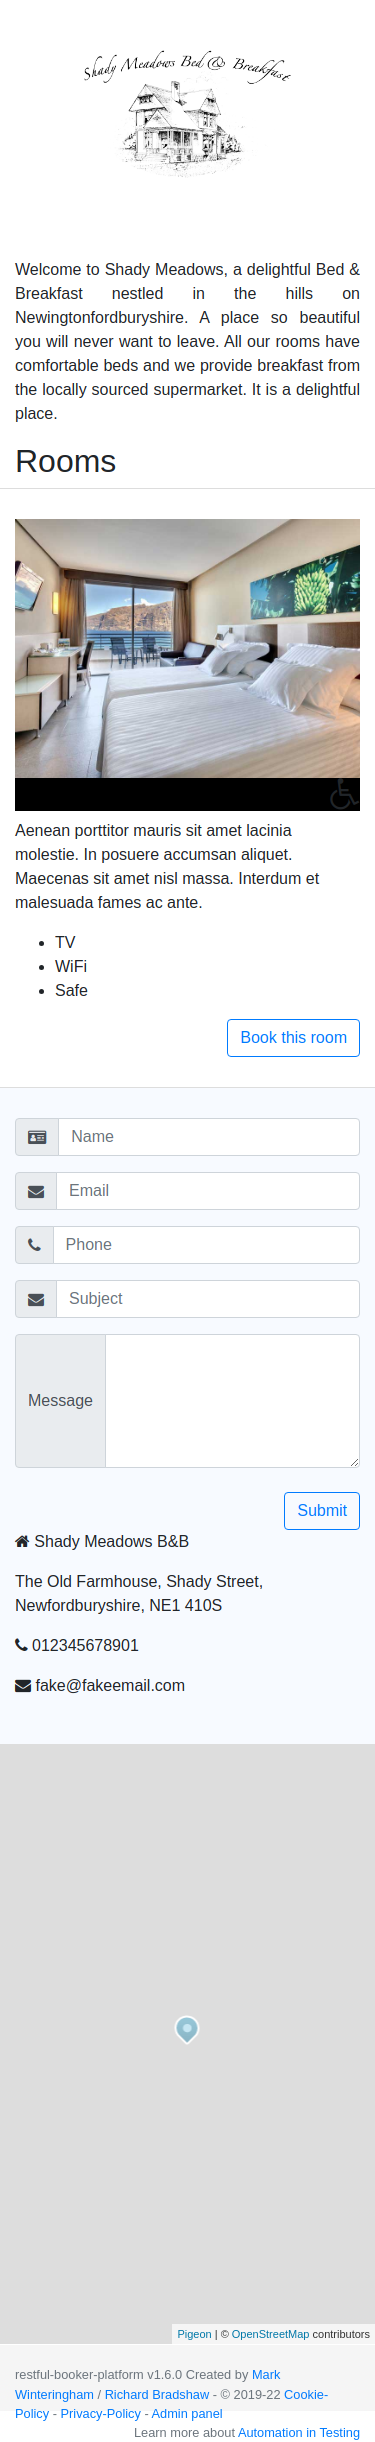 Shady Meadows Bed & Breakfast
Welcome to Shady Meadows, a delightful Bed &
Breakfast nestled in the hills on
Newingtonfordburyshire. A place so beautiful
you will never want to leave. All our rooms have
comfortable beds and we provide breakfast from
the locally sourced supermarket. It is a delightful
place.
Rooms
Aenean porttitor mauris sit amet lacinia
molestie. In posuere accumsan aliquet.
Maecenas sit amet nisl massa. Interdum et
malesuada fames ac ante.
TV
WiFi
Safe
Book this room
Name
Email
Phone
Subject
Message
Submit
Shady Meadows B&B
The Old Farmhouse, Shady Street,
Newfordburyshire, NE1 410S
012345678901
fake@fakeemail.com
Pigeon | © OpenStreetMap contributors
restful-booker-platform v1.6.0 Created by Mark
Winteringham / Richard Bradshaw - © 2019-22 Cookie-
Policy - Privacy-Policy - Admin panel
Learn more about Automation in Testing